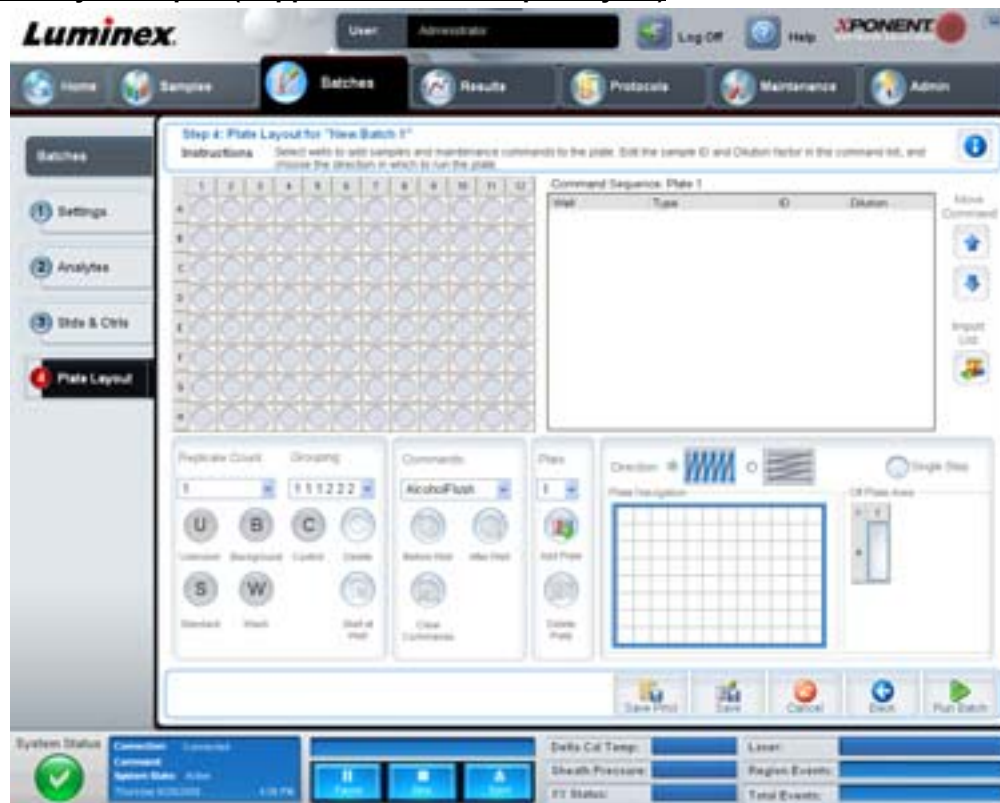 Luminex.
User:
Administrator
Log Off
Help
XPONENT
Home
Samples
Batches
Results
Protocols
Maintenance
Admin
Batches
1 Settings
2 Analytes
3 Stds & Ctrls
4 Plate Layout
Step 4: Plate Layout for "New Batch 1"
Instructions Select wells to add samples and maintenance commands to the plate. Edit the sample ID and Dilution factor in the command list, and
choose the direction in which to run the plate.
1 2 3 4 5 6 7 8 9 10 11 12
A
B
C
D
E
F
G
H
Command Sequence: Plate 1
Well Type ID Dilution
Move
Command
Import
List
Replicate Count Grouping
1 111222
U B C
Unknown Background Control Delete
S W
Standard Wash Start at
Well
Commands
AlcoholFlush
Before Well After Well
Clear
Commands
Plate
1
Add Plate
Delete
Plate
Direction
Single Step
Plate Navigation
Off Plate Area
Save Ptcl
Save
Cancel
Back
Run Batch
System Status
Connection: Connected
Command:
System State: Active
Pause
Stop
Eject
Delta Cal Temp:
Sheath Pressure:
XY Status:
Laser:
Region Events:
Total Events: